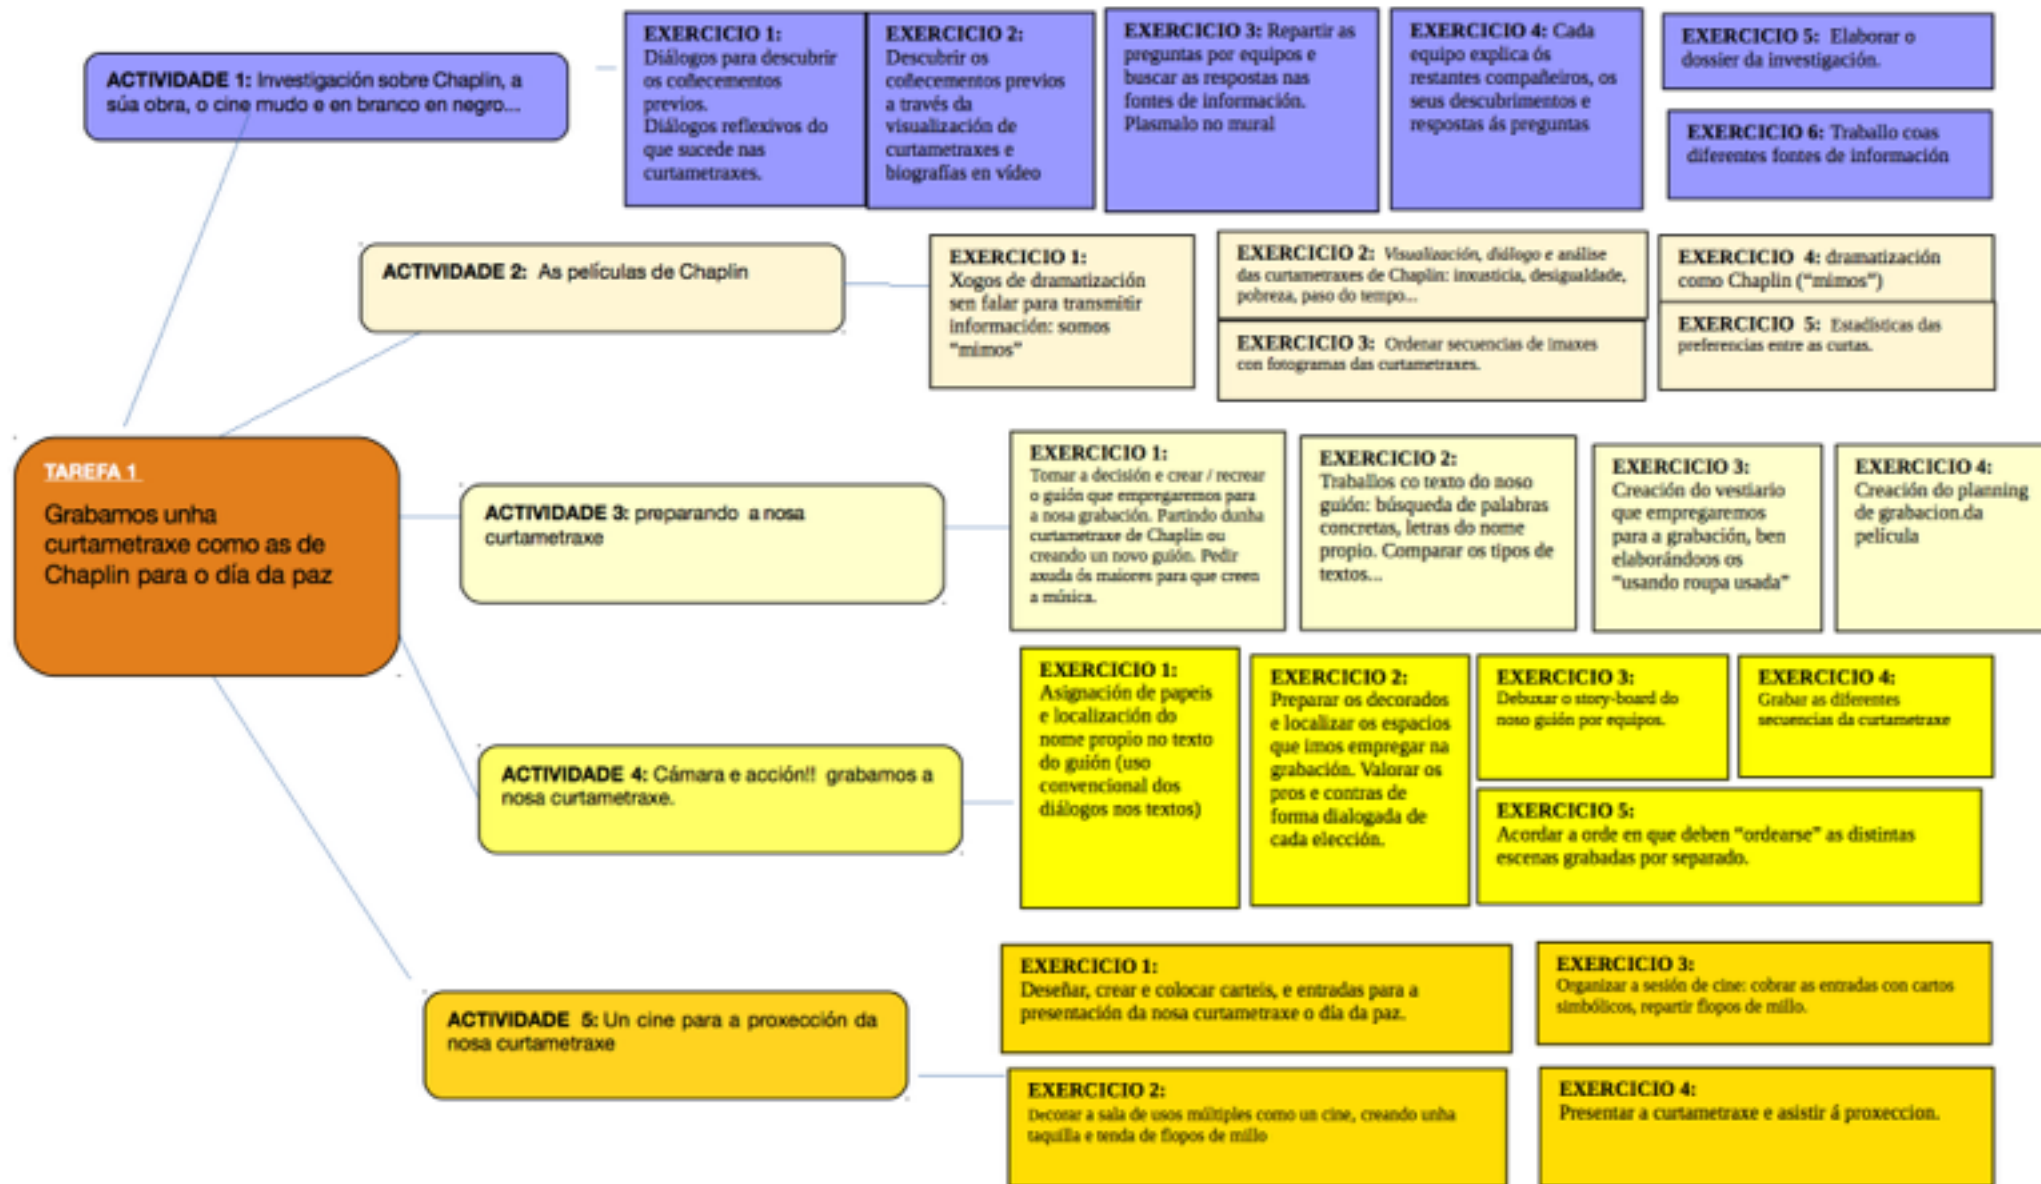 ACTIVIDADE 1: Investigación sobre Chaplin, a
súa obra, o cine mudo e en branco en negro...
EXERCICIO 1:
Diálogos para descubrir
os coñecementos
previos.
Diálogos reflexivos do
que sucede nas
curtametraxes.
EXERCICIO 2:
Descubrir os
coñecementos previos
a través da
visualización de
curtametraxes e
biografías en vídeo
EXERCICIO 3: Repartir as
preguntas por equipos e
buscar as respostas nas
fontes de información.
Plasmalo no mural
EXERCICIO 4: Cada
equipo explica ós
restantes compañeiros, os
seus descubrimentos e
respostas ás preguntas
EXERCICIO 5: Elaborar o
dossier da investigación.
EXERCICIO 6: Traballo coas
diferentes fontes de información
ACTIVIDADE 2: As películas de Chaplin
EXERCICIO 1:
Xogos de dramatización
sen falar para transmitir
información: somos
"mimos"
EXERCICIO 2: Visualización, diálogo e análise
das curtametraxes de Chaplin: inxusticia, desigualdade,
pobreza, paso do tempo...
EXERCICIO 3: Ordenar secuencias de imaxes
con fotogramas das curtametraxes.
EXERCICIO 4: dramatización
como Chaplin ("mimos")
EXERCICIO 5: Estadísticas das
preferencias entre as curtas.
TAREFA 1
Grabamos unha
curtametraxe como as de
Chaplin para o día da paz
ACTIVIDADE 3: preparando a nosa
curtametraxe
EXERCICIO 1:
Tomar a decisión e crear / recrear
o guión que empregaremos para
a nosa grabación. Partindo dunha
curtametraxe de Chaplin ou
creando un novo guión. Pedir
axuda ós maiores para que creen
a música.
EXERCICIO 2:
Traballos co texto do noso
guión: búsqueda de palabras
concretas, letras do nome
propio. Comparar os tipos de
textos...
EXERCICIO 3:
Creación do vestiario
que empregaremos
para a grabación, ben
elaborándoos os
"usando roupa usada"
EXERCICIO 4:
Creación do planning
de grabacion.da
película
ACTIVIDADE 4: Cámara e acción!! grabamos a
nosa curtametraxe.
EXERCICIO 1:
Asignación de papeis
e localización do
nome propio no texto
do guión (uso
convencional dos
diálogos nos textos)
EXERCICIO 2:
Preparar os decorados
e localizar os espacios
que imos empregar na
grabación. Valorar os
pros e contras de
forma dialogada de
cada elección.
EXERCICIO 3:
Debuxar o story-board do
noso guión por equipos.
EXERCICIO 4:
Grabar as diferentes
secuencias da curtametraxe
EXERCICIO 5:
Acordar a orde en que deben "ordearse" as distintas
escenas grabadas por separado.
ACTIVIDADE 5: Un cine para a proxección da
nosa curtametraxe
EXERCICIO 1:
Deseñar, crear e colocar carteis, e entradas para a
presentación da nosa curtametraxe o día da paz.
EXERCICIO 2:
Decorar a sala de usos múltiples como un cine, creando unha
taquilla e tenda de flopos de millo
EXERCICIO 3:
Organizar a sesión de cine: cobrar as entradas con cartos
simbólicos, repartir flopos de millo.
EXERCICIO 4:
Presentar a curtametraxe e asistir á proxeccion.